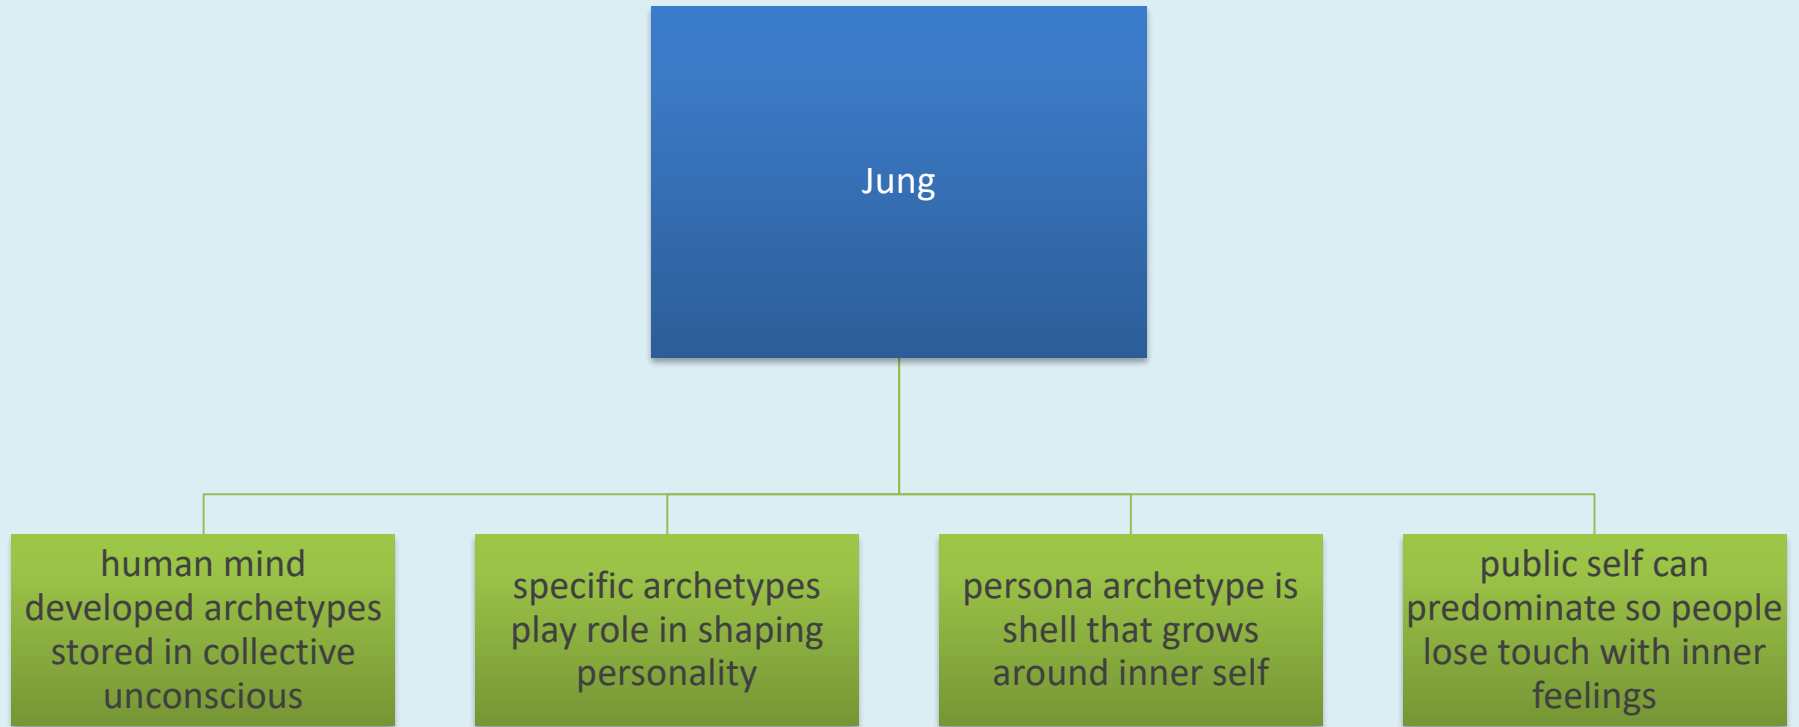 Jung
human mind
developed archetypes
stored in collective
unconscious
specific archetypes
play role in shaping
personality
persona archetype is
shell that grows
around inner self
public self can
predominate so people
lose touch with inner
feelings